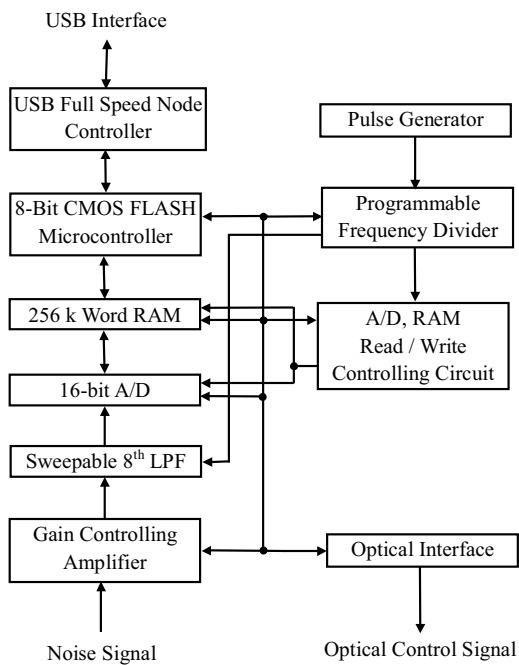 USB Interface
USB Full Speed Node
Controller
Pulse Generator
8-Bit CMOS FLASH
Microcontroller
Programmable
Frequency Divider
256 k Word RAM
A/D, RAM
Read / Write
Controlling Circuit
16-bit A/D
Sweepable 8th LPF
Gain Controlling
Amplifier
Optical Interface
Noise Signal
Optical Control Signal